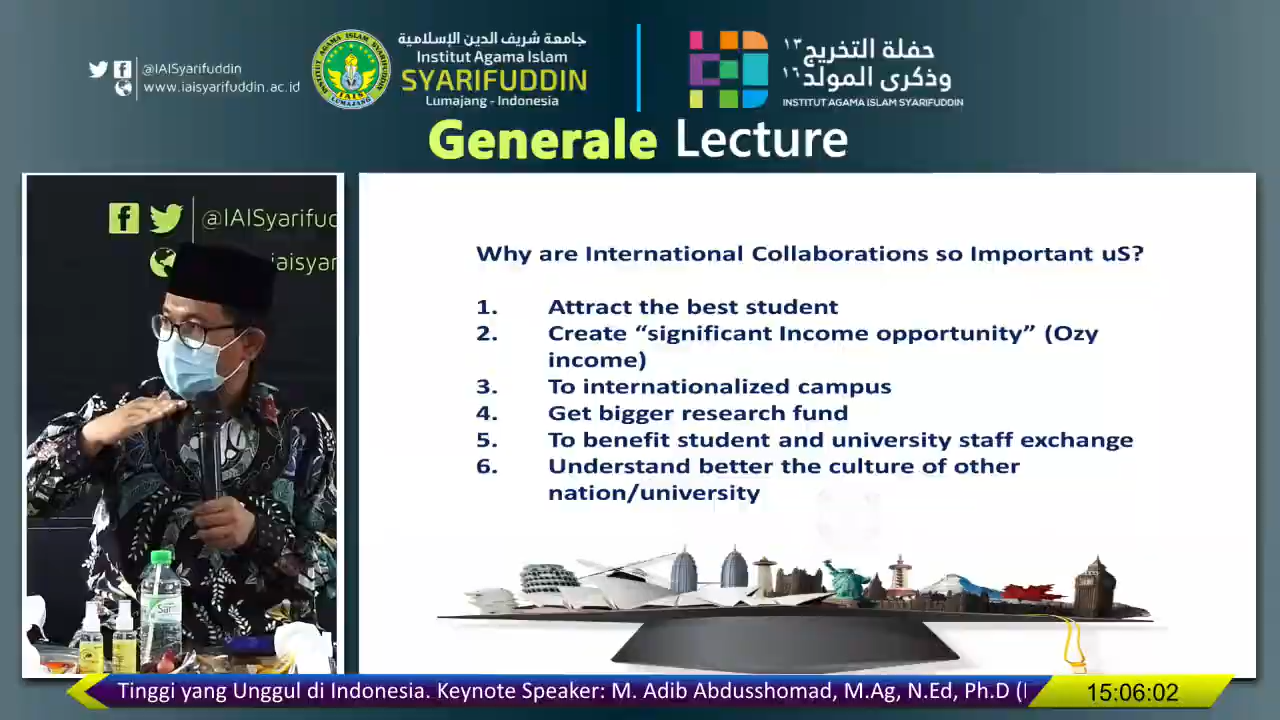 @IAISyarifuddin
www.iaisyarifuddin.ac.id
جامعة شريف الدين الإسلامية
Institut Agama Islam
SYARIFUDDIN
Lumajang - Indonesia
حفلة التخريج ١٣
وذكرى المولد ١٦
INSTITUT AGAMA ISLAM SYARIFUDDIN
Generale Lecture
@IAISyarifud
iaisyar
Why are International Collaborations so Important uS?
1. Attract the best student
2. Create “significant Income opportunity” (Ozy
income)
3. To internationalized campus
4. Get bigger research fund
5. To benefit student and university staff exchange
6. Understand better the culture of other
nation/university
Tinggi yang Unggul di Indonesia. Keynote Speaker: M. Adib Abdusshomad, M.Ag, N.Ed, Ph.D (
15:06:02